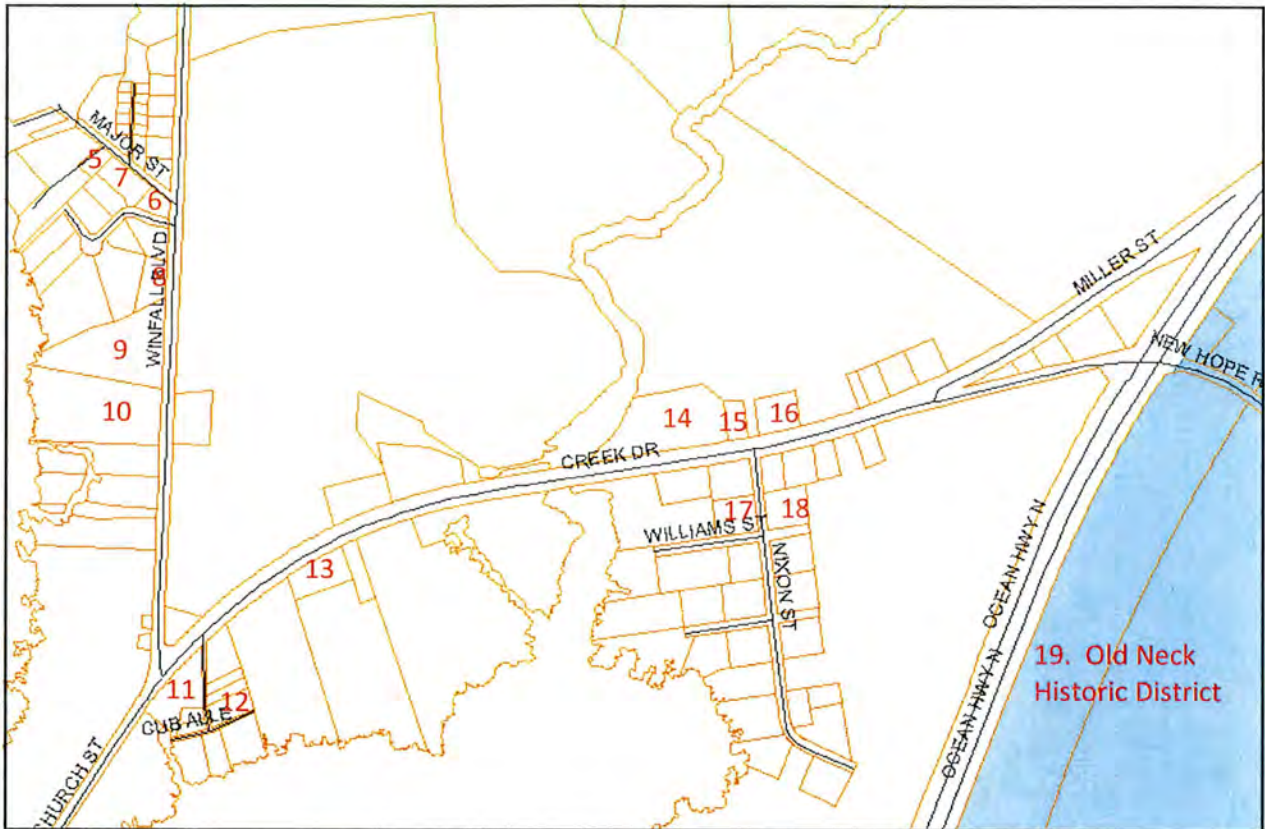 MAJOR ST
5
7
6
WINFALL BLVD
8
9
10
MILLER ST
NEW HOPE R
14
15
16
CREEK DR
17
18
WILLIAMS ST
NIXON ST
13
OCEAN HWY N
OCEAN HWY N
19. Old Neck
Historic District
11
12
CHURCH ST